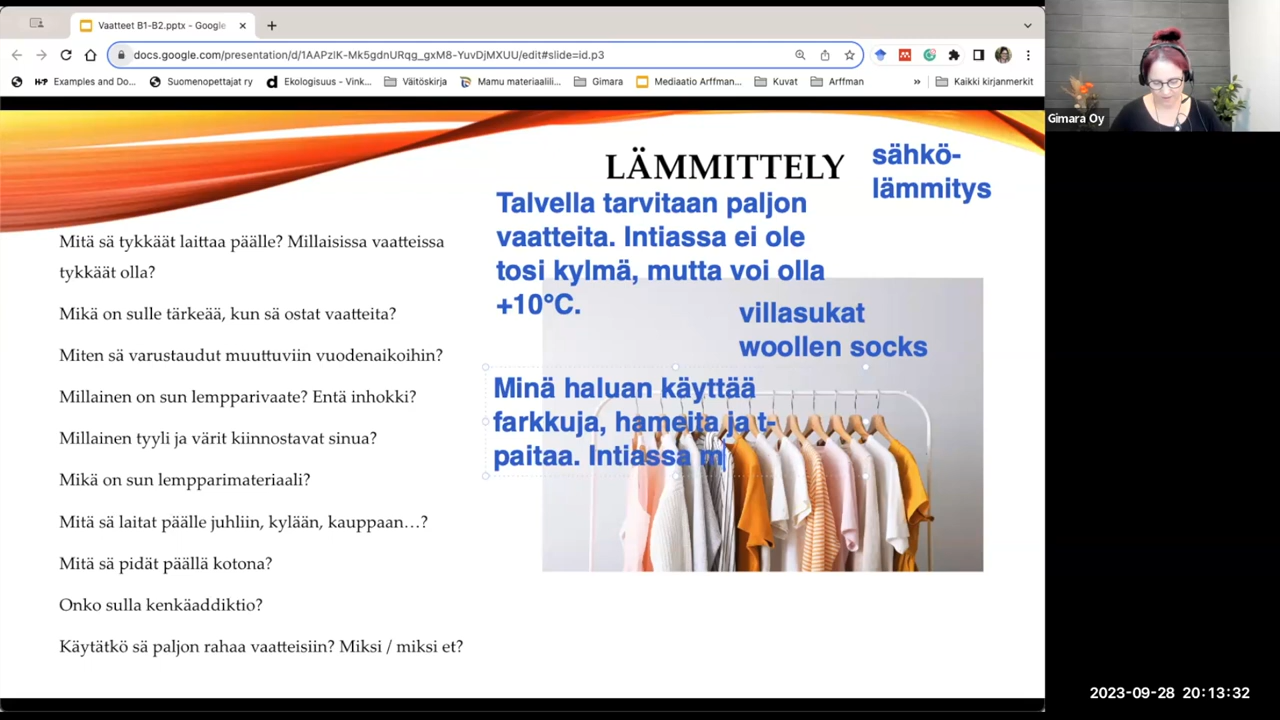 Vaatteet B1-B2.pptx - Google
docs.google.com/presentation/d/1AAPzIK-Mk5gdnURqg_gxM8-YuvDjMXUU/edit#slide=id.p3
Examples and Do...
Suomenopettajat ry
Ekologisuus - Vink...
Väitöskirja
Mamu materiaalili...
Gimara
Mediaatio Arffman...
Kuvat
Arffman
»
Kaikki kirjanmerkit
Gimara Oy
LÄMMITTELY
sähkö-
lämmitys
Talvella tarvitaan paljon
vaatteita. Intiassa ei ole
tosi kylmä, mutta voi olla
+10°C.
villasukat
woollen socks
Minä haluan käyttää
farkkuja, hameita ja t-
paitaa. Intiassa m
Mitä sä tykkäät laittaa päälle? Millaisissa vaatteissa
tykkäät olla?
Mikä on sulle tärkeää, kun sä ostat vaatteita?
Miten sä varustaudut muuttuviin vuodenaikoihin?
Millainen on sun lempparivaate? Entä inhokki?
Millainen tyyli ja värit kiinnostavat sinua?
Mikä on sun lempparimateriaali?
Mitä sä laitat päälle juhliin, kylään, kauppaan...?
Mitä sä pidät päällä kotona?
Onko sulla kenkäaddiktio?
Käytätkö sä paljon rahaa vaatteisiin? Miksi / miksi et?
2023-09-28 20:13:32